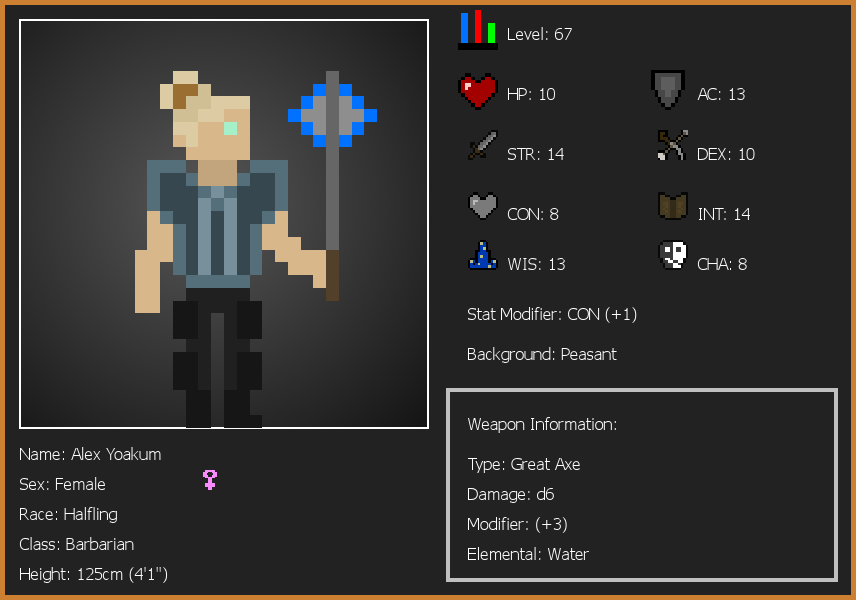 Level: 67
HP: 10
AC: 13
STR: 14
DEX: 10
CON: 8
INT: 14
WIS: 13
CHA: 8
Stat Modifier: CON (+1)
Background: Peasant
Weapon Information:
Type: Great Axe
Damage: d6
Modifier: (+3)
Elemental: Water
Name: Alex Yoakum
Sex: Female
Race: Halfling
Class: Barbarian
Height: 125cm (4'1")